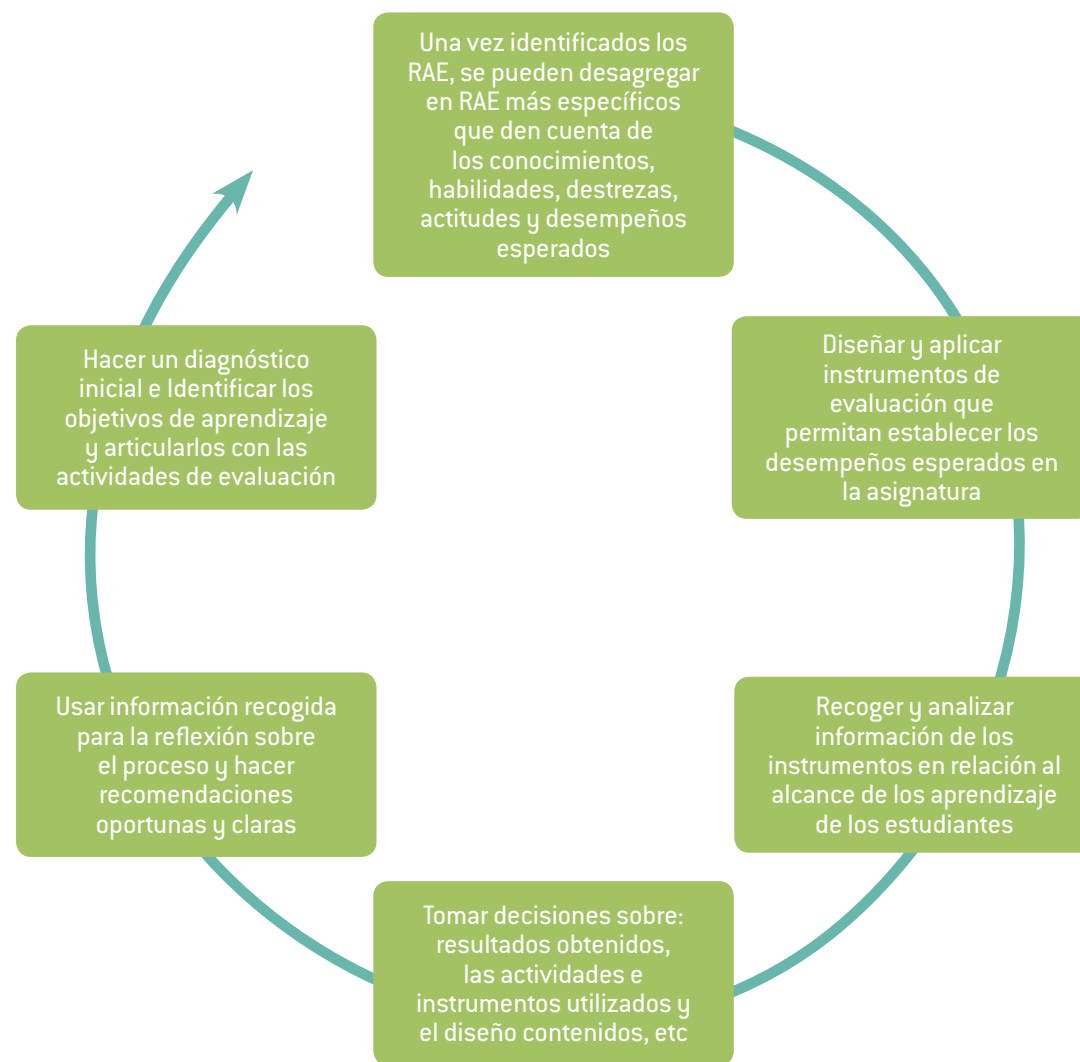 Una vez identificados los
RAE, se pueden desagregar
en RAE más específicos
que den cuenta de
los conocimientos,
habilidades, destrezas,
actitudes y desempeños
esperados
Diseñar y aplicar
instrumentos de
evaluación que
permitan establecer los
desempeños esperados en
la asignatura
Recoger y analizar
información de los
instrumentos en relación al
alcance de los aprendizaje
de los estudiantes
Tomar decisiones sobre:
resultados obtenidos,
las actividades e
instrumentos utilizados y
el diseño contenidos, etc
Usar información recogida
para la reflexión sobre
el proceso y hacer
recomendaciones
oportunas y claras
Hacer un diagnóstico
inicial e Identificar los
objetivos de aprendizaje
y articularlos con las
actividades de evaluación